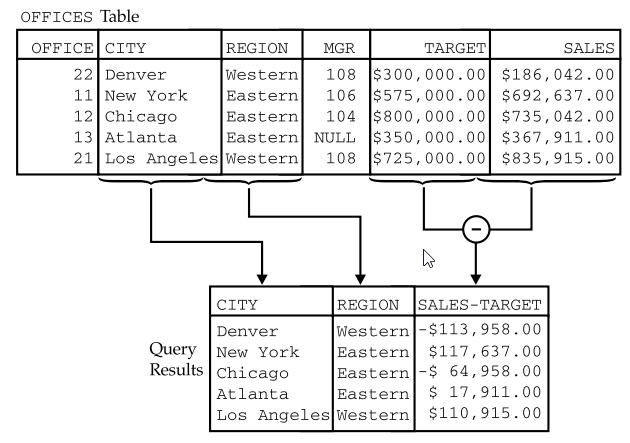 OFFICES Table
OFFICE CITY REGION MGR TARGET SALES
22 Denver Western 108 $300,000.00 $186,042.00
11 New York Eastern 106 $575,000.00 $692,637.00
12 Chicago Eastern 104 $800,000.00 $735,042.00
13 Atlanta Eastern NULL $350,000.00 $367,911.00
21 Los Angeles Western 108 $725,000.00 $835,915.00
-
CITY REGION SALES-TARGET
Denver Western -$113,958.00
New York Eastern $117,637.00
Chicago Eastern -$ 64,958.00
Atlanta Eastern $ 17,911.00
Los Angeles Western $110,915.00
Query
Results